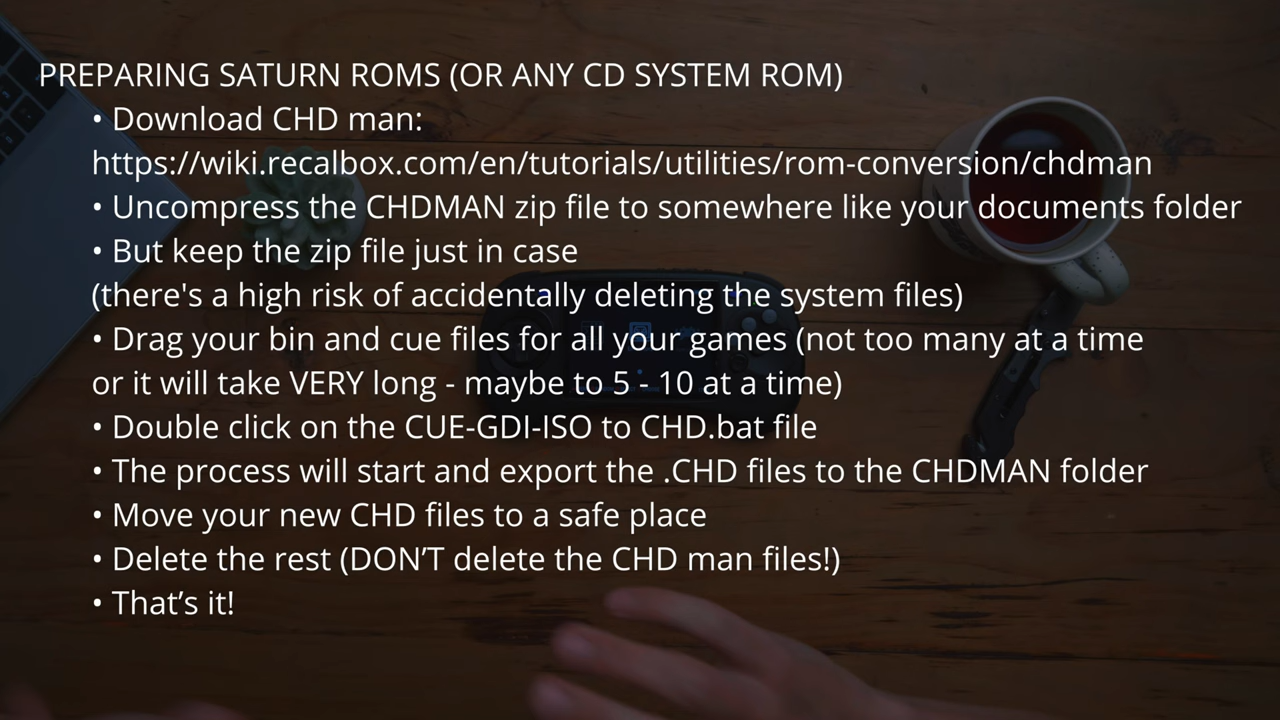 PREPARING SATURN ROMS (OR ANY CD SYSTEM ROM)
• Download CHD man:
https://wiki.recalbox.com/en/tutorials/utilities/rom-conversion/chdman
• Uncompress the CHDMAN zip file to somewhere like your documents folder
• But keep the zip file just in case
(there's a high risk of accidentally deleting the system files)
• Drag your bin and cue files for all your games (not too many at a time
or it will take VERY long - maybe to 5 - 10 at a time)
• Double click on the CUE-GDI-ISO to CHD.bat file
• The process will start and export the .CHD files to the CHDMAN folder
• Move your new CHD files to a safe place
• Delete the rest (DON’T delete the CHD man files!)
• That’s it!